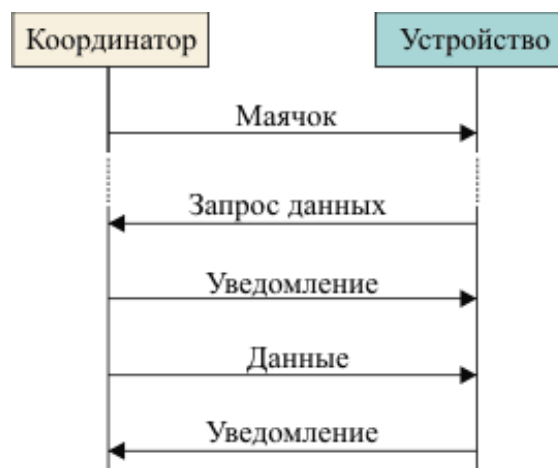 Координатор
Устройство
Маячок
Запрос данных
Уведомление
Данные
Уведомление